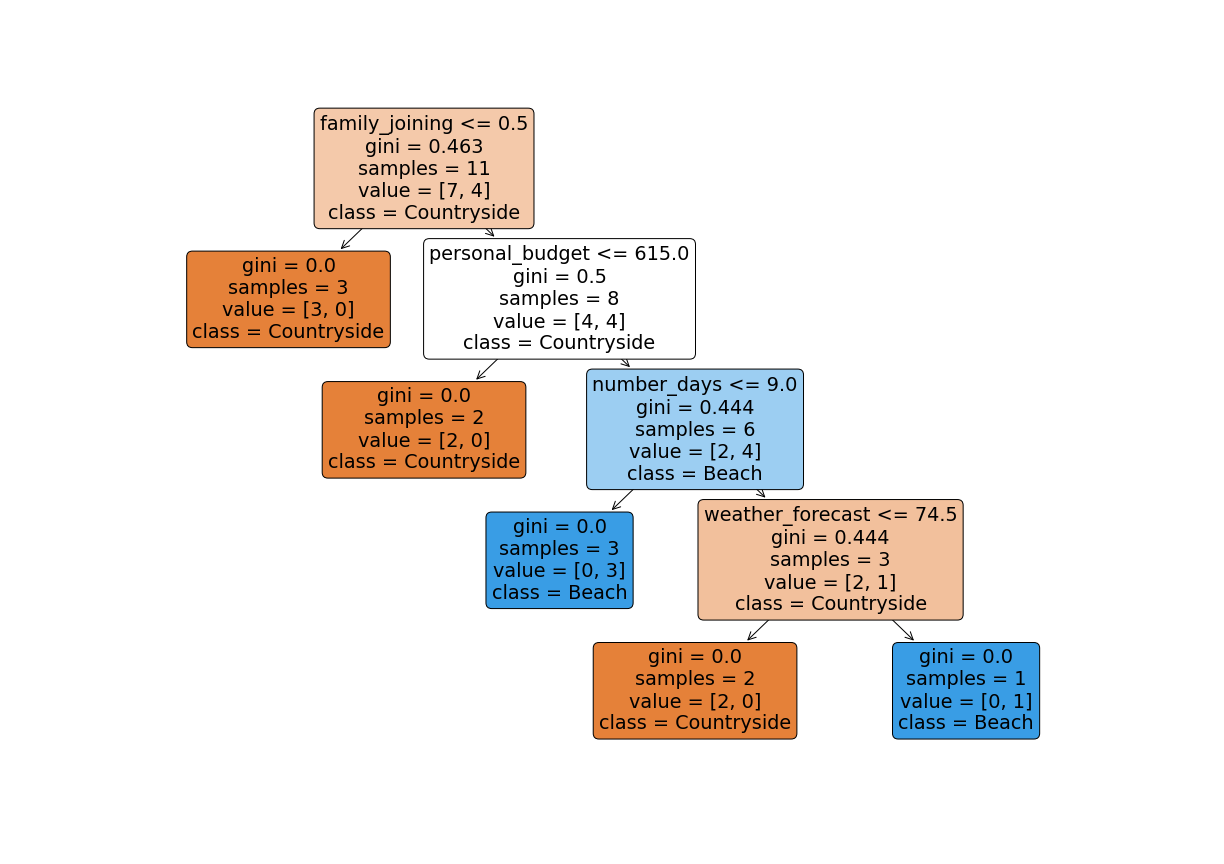 family_joining <= 0.5
gini = 0.463
samples = 11
value = [7, 4]
class = Countryside
gini = 0.0
samples = 3
value = [3, 0]
class = Countryside
personal_budget <= 615.0
gini = 0.5
samples = 8
value = [4, 4]
class = Countryside
gini = 0.0
samples = 2
value = [2, 0]
class = Countryside
number_days <= 9.0
gini = 0.444
samples = 6
value = [2, 4]
class = Beach
gini = 0.0
samples = 3
value = [0, 3]
class = Beach
weather_forecast <= 74.5
gini = 0.444
samples = 3
value = [2, 1]
class = Countryside
gini = 0.0
samples = 2
value = [2, 0]
class = Countryside
gini = 0.0
samples = 1
value = [0, 1]
class = Beach